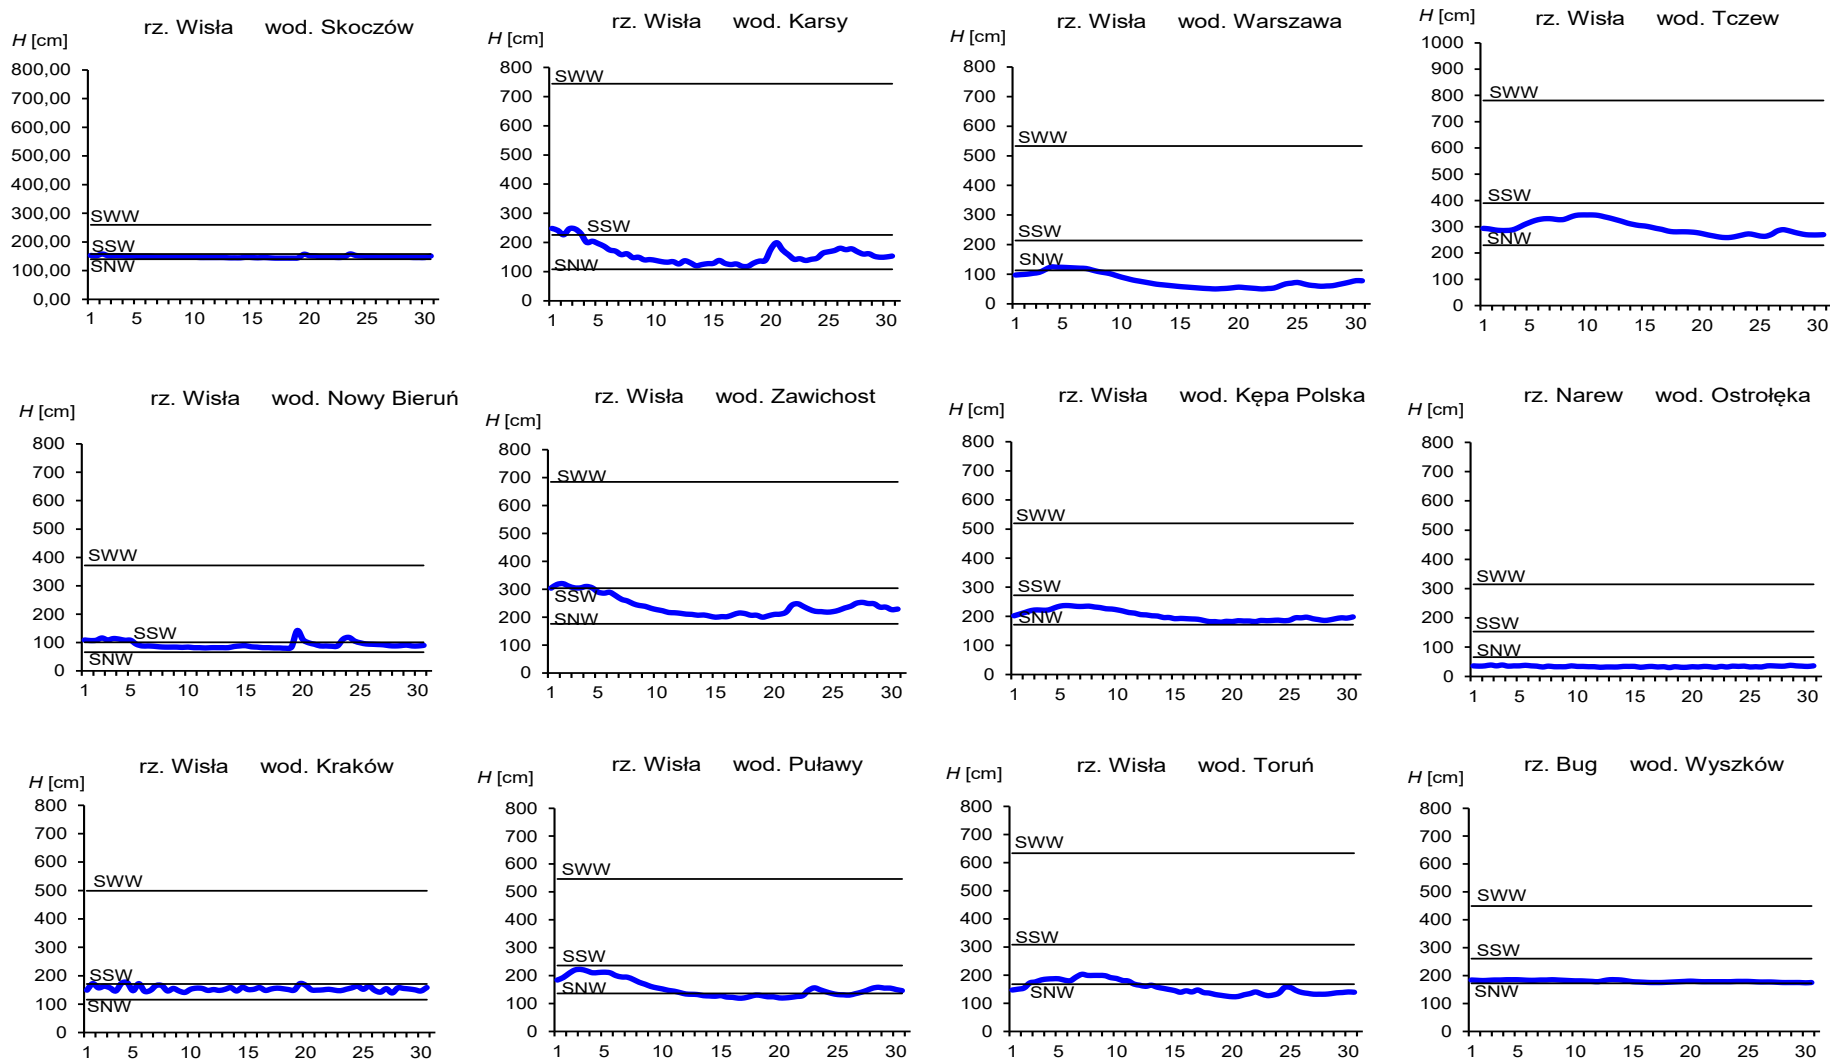 rz. Wisła wod. Skoczów
H [cm]
800,00
700,00
600,00
500,00
400,00
300,00
200,00
100,00
0,00
SWW
SSW
SNW
1 5 10 15 20 25 30
rz. Wisła wod. Karsy
H [cm]
800
700
600
500
400
300
200
100
0
SWW
SSW
SNW
1 5 10 15 20 25 30
rz. Wisła wod. Warszawa
H [cm]
800
700
600
500
400
300
200
100
0
SWW
SSW
SNW
1 5 10 15 20 25 30
rz. Wisła wod. Tczew
H [cm]
1000
900
800
700
600
500
400
300
200
100
0
SWW
SSW
SNW
1 5 10 15 20 25 30
rz. Wisła wod. Nowy Bieruń
H [cm]
800
700
600
500
400
300
200
100
0
SWW
SSW
SNW
1 5 10 15 20 25 30
rz. Wisła wod. Zawichost
H [cm]
800
700
600
500
400
300
200
100
0
SWW
SSW
SNW
1 5 10 15 20 25 30
rz. Wisła wod. Kępa Polska
H [cm]
800
700
600
500
400
300
200
100
0
SWW
SSW
SNW
1 5 10 15 20 25 30
rz. Narew wod. Ostrołęka
H [cm]
800
700
600
500
400
300
200
100
0
SWW
SSW
SNW
1 5 10 15 20 25 30
rz. Wisła wod. Kraków
H [cm]
800
700
600
500
400
300
200
100
0
SWW
SSW
SNW
1 5 10 15 20 25 30
rz. Wisła wod. Puławy
H [cm]
800
700
600
500
400
300
200
100
0
SWW
SSW
SNW
1 5 10 15 20 25 30
rz. Wisła wod. Toruń
H [cm]
800
700
600
500
400
300
200
100
0
SWW
SSW
SNW
1 5 10 15 20 25 30
rz. Bug wod. Wyszków
H [cm]
800
700
600
500
400
300
200
100
0
SWW
SSW
SNW
1 5 10 15 20 25 30